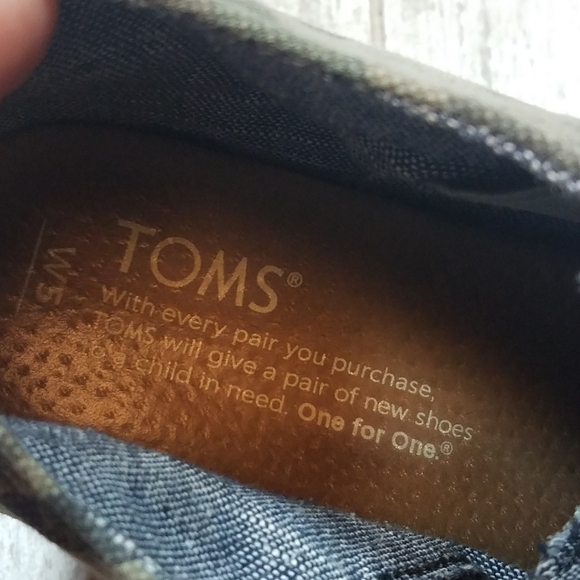 W5
TOMS®
With every pair you purchase,
TOMS will give a pair of new shoes
to a child in need. One for One.®